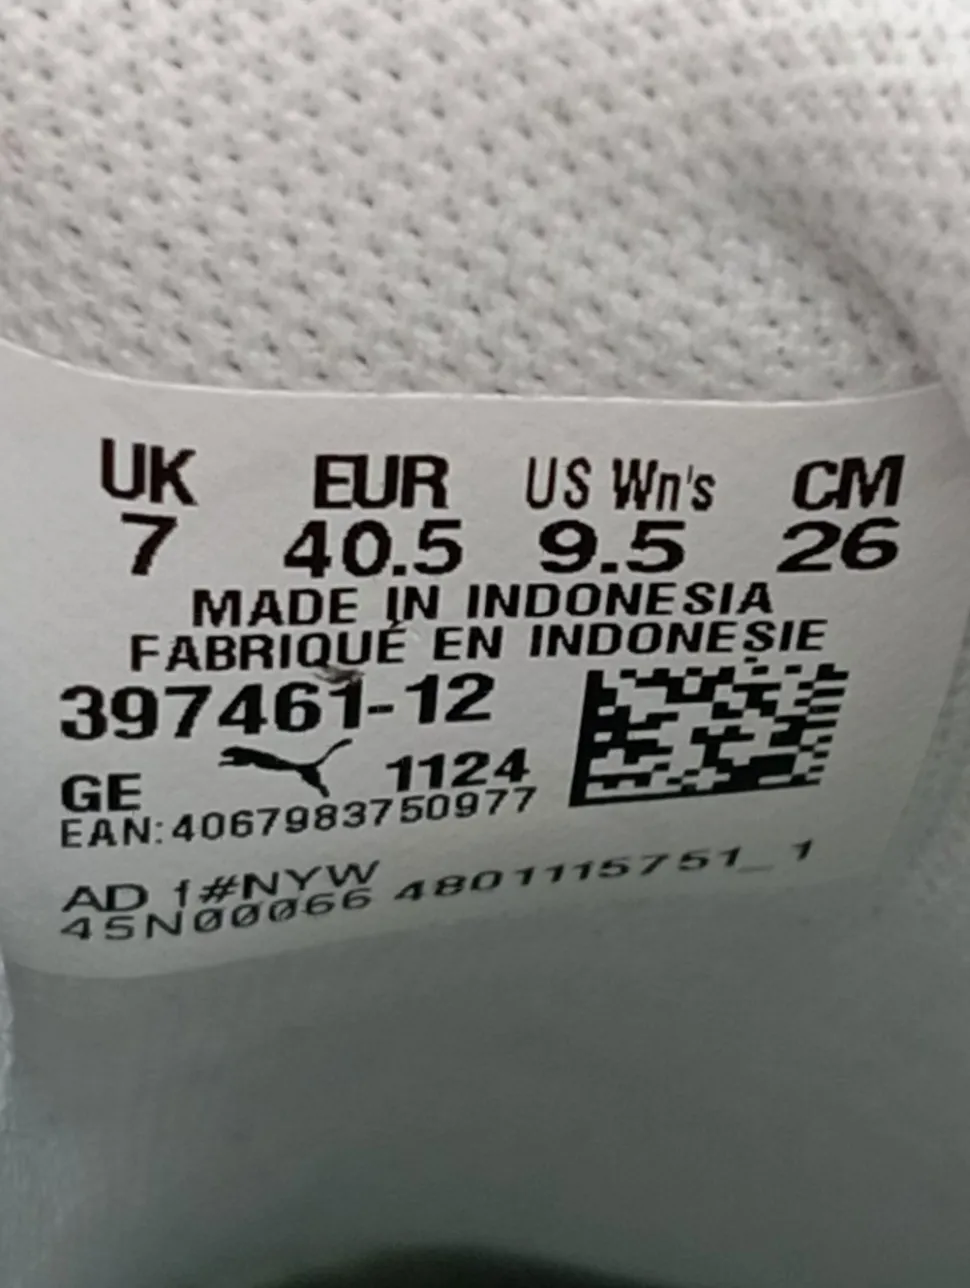 UK EUR US Wn's CM
7 40.5 9.5 26
MADE IN INDONESIA
FABRIQUÉ EN INDONESIE
397461-12
GE 1124
EAN:4067983750977
AD 1#NYW
45N00066 4801115751_1